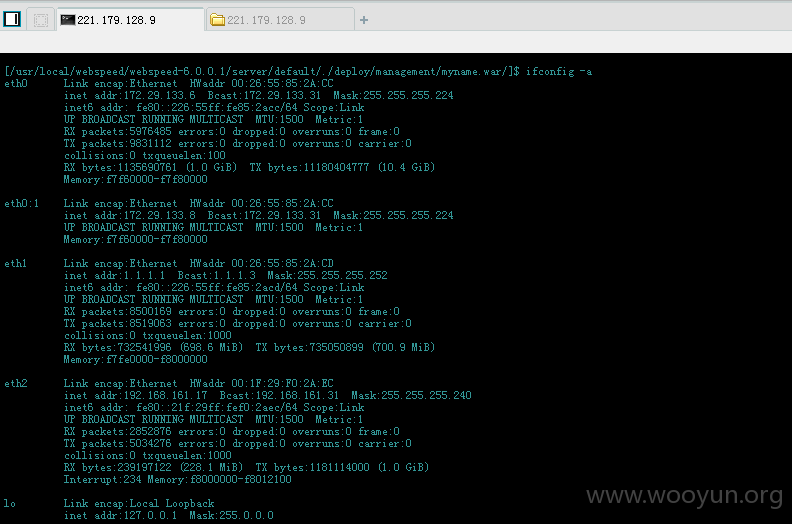 221.179.128.9 221.179.128.9 +
[/usr/local/webspeed/webspeed-6.0.0.1/server/default/./deploy/management/myname.war/]$ ifconfig -a
eth0 Link encap:Ethernet HWaddr 00:26:55:85:2A:CC
inet addr:172.29.133.6 Bcast:172.29.133.31 Mask:255.255.255.224
inet6 addr: fe80::226:55ff:fe85:2acc/64 Scope:Link
UP BROADCAST RUNNING MULTICAST MTU:1500 Metric:1
RX packets:5976485 errors:0 dropped:0 overruns:0 frame:0
TX packets:9831112 errors:0 dropped:0 overruns:0 carrier:0
collisions:0 txqueuelen:100
RX bytes:1135690761 (1.0 GiB) TX bytes:11180404777 (10.4 GiB)
Memory:f7f60000-f7f80000
eth0:1 Link encap:Ethernet HWaddr 00:26:55:85:2A:CC
inet addr:172.29.133.8 Bcast:172.29.133.31 Mask:255.255.255.224
UP BROADCAST RUNNING MULTICAST MTU:1500 Metric:1
Memory:f7f60000-f7f80000
eth1 Link encap:Ethernet HWaddr 00:26:55:85:2A:CD
inet addr:1.1.1.1 Bcast:1.1.1.3 Mask:255.255.255.252
inet6 addr: fe80::226:55ff:fe85:2acd/64 Scope:Link
UP BROADCAST RUNNING MULTICAST MTU:1500 Metric:1
RX packets:8500169 errors:0 dropped:0 overruns:0 frame:0
TX packets:8519063 errors:0 dropped:0 overruns:0 carrier:0
collisions:0 txqueuelen:1000
RX bytes:732541996 (698.6 MiB) TX bytes:735050899 (700.9 MiB)
Memory:f7fe0000-f8000000
eth2 Link encap:Ethernet HWaddr 00:1F:29:F0:2A:EC
inet addr:192.168.161.17 Bcast:192.168.161.31 Mask:255.255.255.240
inet6 addr: fe80::21f:29ff:fef0:2aec/64 Scope:Link
UP BROADCAST RUNNING MULTICAST MTU:1500 Metric:1
RX packets:2852876 errors:0 dropped:0 overruns:0 frame:0
TX packets:5034276 errors:0 dropped:0 overruns:0 carrier:0
collisions:0 txqueuelen:1000
RX bytes:239197122 (228.1 MiB) TX bytes:1181114000 (1.0 GiB)
Interrupt:234 Memory:f8000000-f8012100
lo Link encap:Local Loopback
inet addr:127.0.0.1 Mask:255.0.0.0
www.wooyun.org